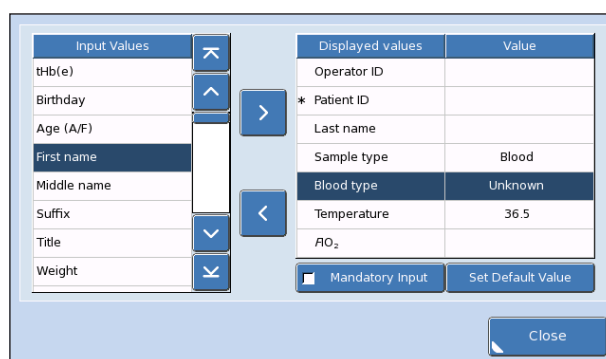 Input Values
tHb(e)
Birthday
Age (A/F)
First name
Middle name
Suffix
Title
Weight
Displayed values Value
Operator ID
* Patient ID
Last name
Sample type Blood
Blood type Unknown
Temperature 36.5
FIO₂
Mandatory Input Set Default Value
Close